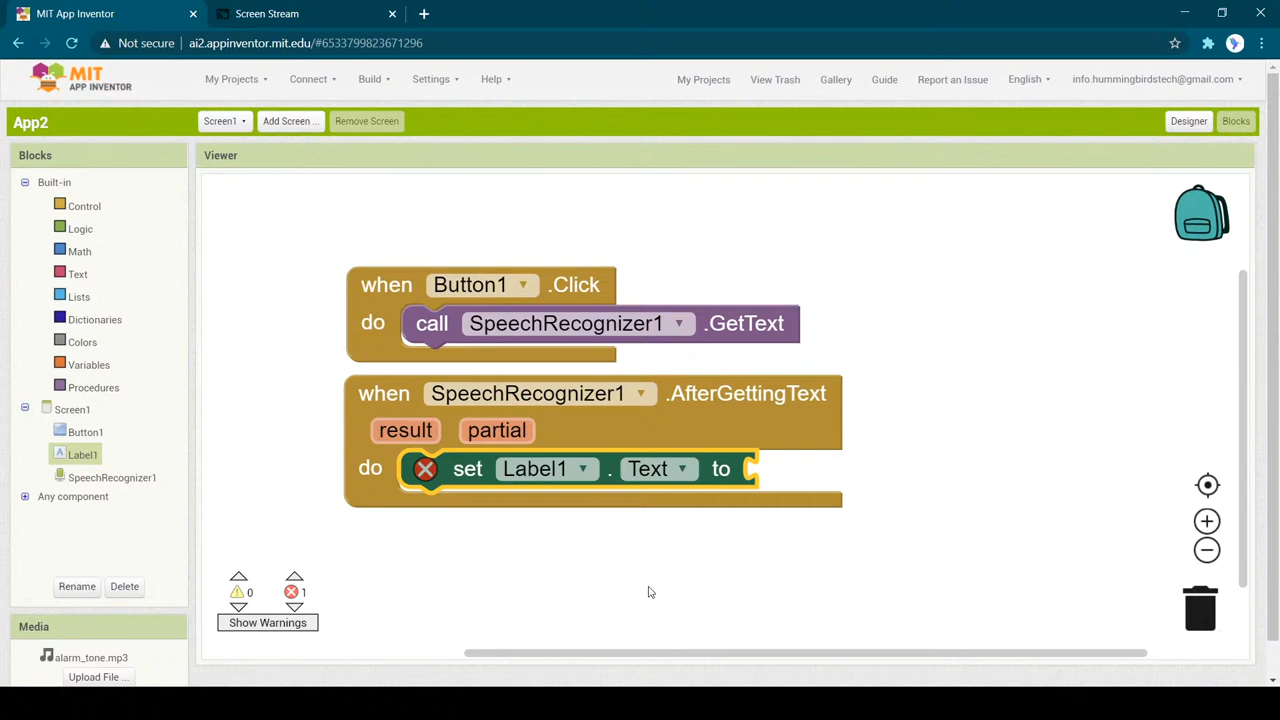 MIT App Inventor
Screen Stream
Not secure
ai2.appinventor.mit.edu/#6533799823671296
MIT
APP INVENTOR
My Projects
Connect
Build
Settings
Help
My Projects
View Trash
Gallery
Guide
Report an Issue
English
info.hummingbirdstech@gmail.com
App2
Screen1
Add Screen ...
Remove Screen
Designer
Blocks
Blocks
Viewer
Built-in
Control
Logic
Math
Text
Lists
Dictionaries
Colors
Variables
Procedures
Screen1
Button1
Label1
SpeechRecognizer1
Any component
Rename
Delete
Media
alarm_tone.mp3
Upload File ...
when Button1 .Click
do call SpeechRecognizer1 .GetText
when SpeechRecognizer1 .AfterGettingText
result partial
do set Label1 . Text to
0
1
Show Warnings